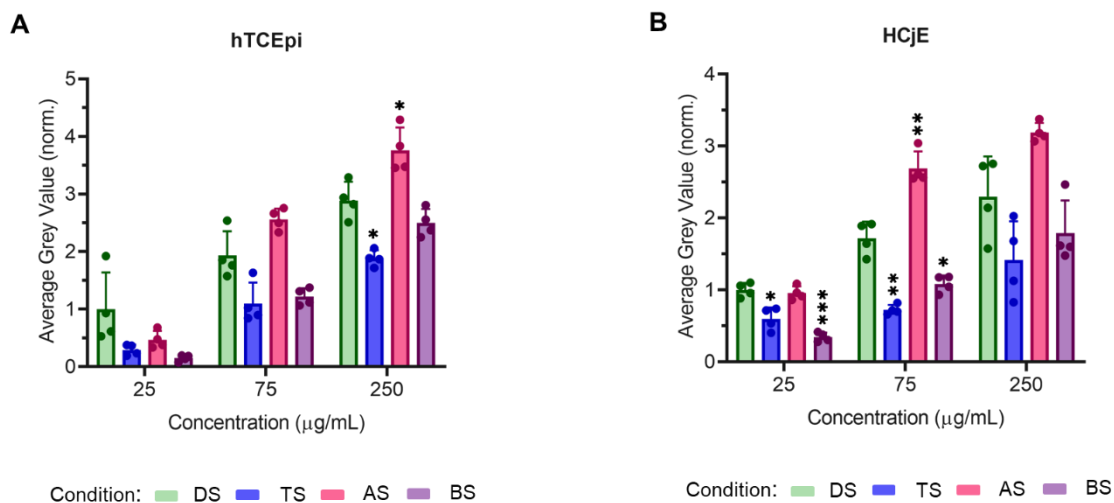 A
hTCEpi
Average Grey Value (norm.)
5
4
3
2
1
0
*
*
25 75 250
Concentration (μg/mL)
Condition: DS TS AS BS
B
HCjE
Average Grey Value (norm.)
4
3
2
1
0
*
***
**
**
*
25 75 250
Concentration (μg/mL)
Condition: DS TS AS BS